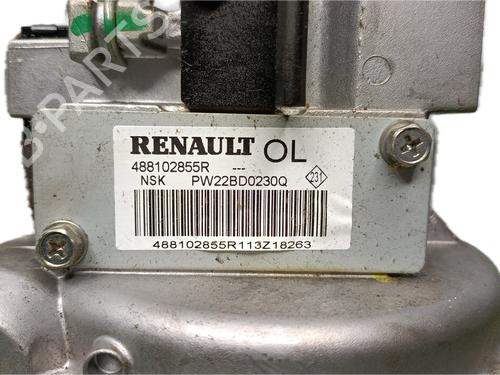 RENAULT OL
488102855R ---
NSK PW22BD0230Q 231
488102855R113Z18263
B-PARTS